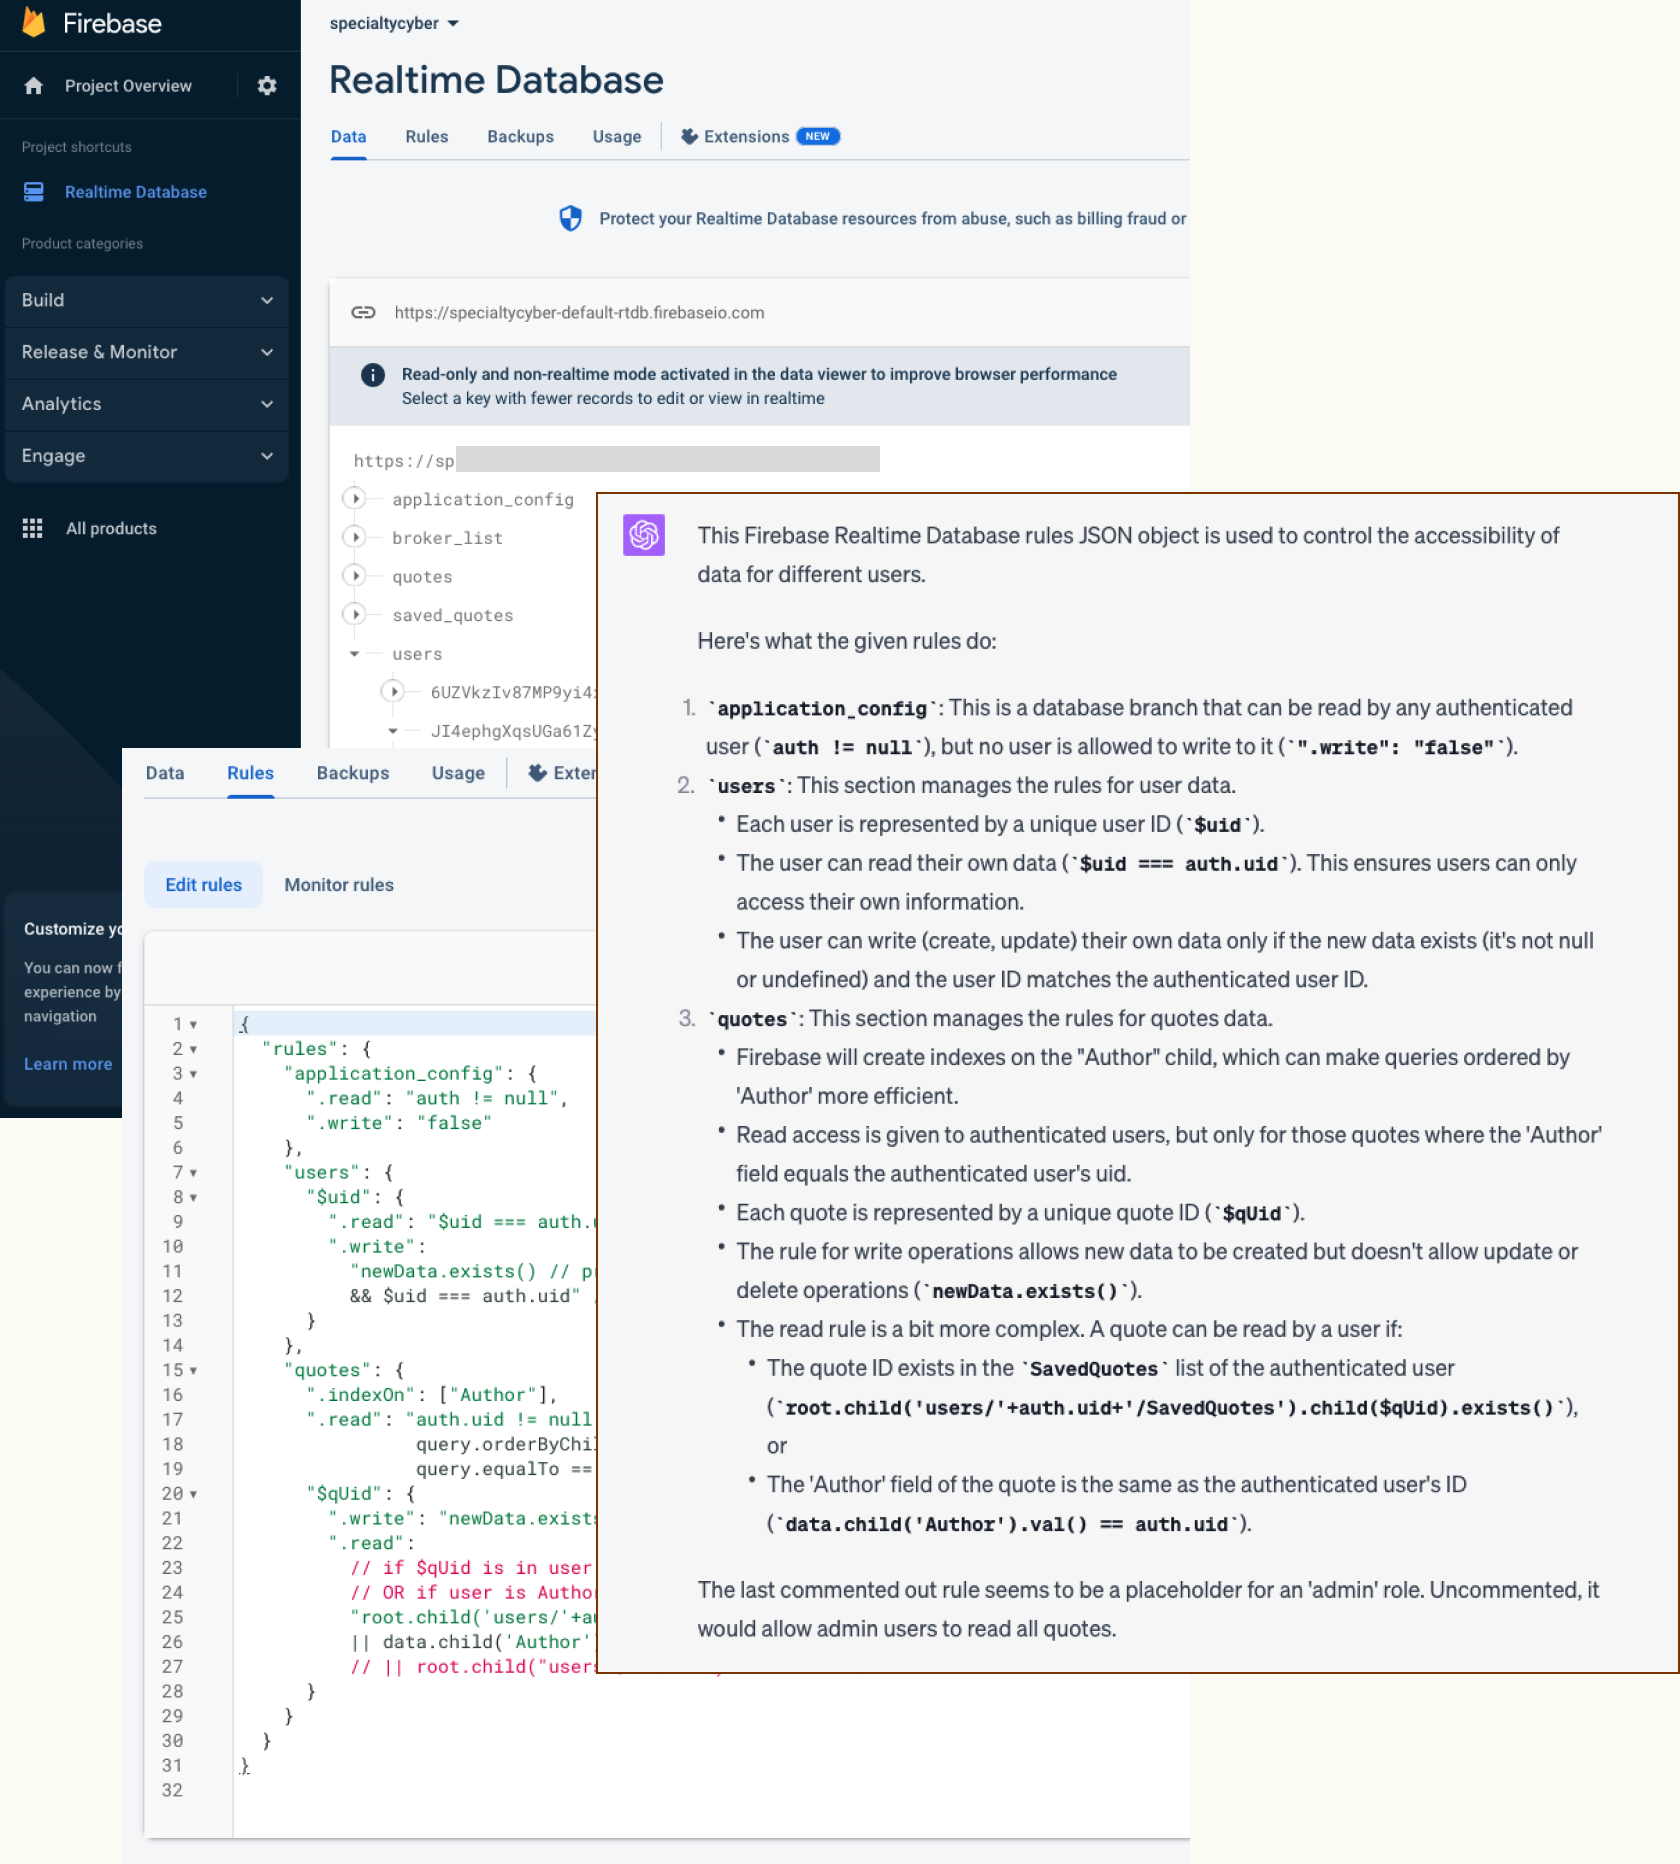 Firebase
Project Overview
Project shortcuts
Realtime Database
Product categories
Build
Release & Monitor
Analytics
Engage
All products
Customize yo
You can now f
experience by
navigation
Learn more
specialtycyber
Realtime Database
Data Rules Backups Usage Extensions NEW
Protect your Realtime Database resources from abuse, such as billing fraud or
https://specialtycyber-default-rtdb.firebaseio.com
Read-only and non-realtime mode activated in the data viewer to improve browser performance
Select a key with fewer records to edit or view in realtime
https://sp
application_config
broker_list
quotes
saved_quotes
users
6UZVkzIv87MP9yi4
JI4ephgXqsUGa61Z
Data Rules Backups Usage Exter
Edit rules Monitor rules
1 {
2 "rules": {
3 "application_config": {
4 ".read": "auth != null",
5 ".write": "false"
6 },
7 "users": {
8 "$uid": {
9 ".read": "$uid === auth.u
10 ".write":
11 "newData.exists() // p
12 && $uid === auth.uid"
13 }
14 },
15 "quotes": {
16 ".indexOn": ["Author"],
17 ".read": "auth.uid != null
18 query.orderByChi
19 query.equalTo ==
20 "$qUid": {
21 ".write": "newData.exists
22 ".read":
23 // if $qUid is in user
24 // OR if user is Autho
25 "root.child('users/'+au
26 || data.child('Author'
27 // || root.child("users
28 }
29 }
30 }
31 }
32
This Firebase Realtime Database rules JSON object is used to control the accessibility of
data for different users.
Here's what the given rules do:
1. `application_config`: This is a database branch that can be read by any authenticated
user (`auth != null`), but no user is allowed to write to it (`".write": "false"`).
2. `users`: This section manages the rules for user data.
• Each user is represented by a unique user ID (`$uid`).
• The user can read their own data (`$uid === auth.uid`). This ensures users can only
access their own information.
• The user can write (create, update) their own data only if the new data exists (it's not null
or undefined) and the user ID matches the authenticated user ID.
3. `quotes`: This section manages the rules for quotes data.
• Firebase will create indexes on the "Author" child, which can make queries ordered by
'Author' more efficient.
• Read access is given to authenticated users, but only for those quotes where the 'Author'
field equals the authenticated user's uid.
• Each quote is represented by a unique quote ID (`$qUid`).
• The rule for write operations allows new data to be created but doesn't allow update or
delete operations (`newData.exists()`).
• The read rule is a bit more complex. A quote can be read by a user if:
• The quote ID exists in the `SavedQuotes` list of the authenticated user
(`root.child('users/'+auth.uid+'/SavedQuotes').child($qUid).exists()`),
or
• The 'Author' field of the quote is the same as the authenticated user's ID
(`data.child('Author').val() == auth.uid`).
The last commented out rule seems to be a placeholder for an 'admin' role. Uncommented, it
would allow admin users to read all quotes.